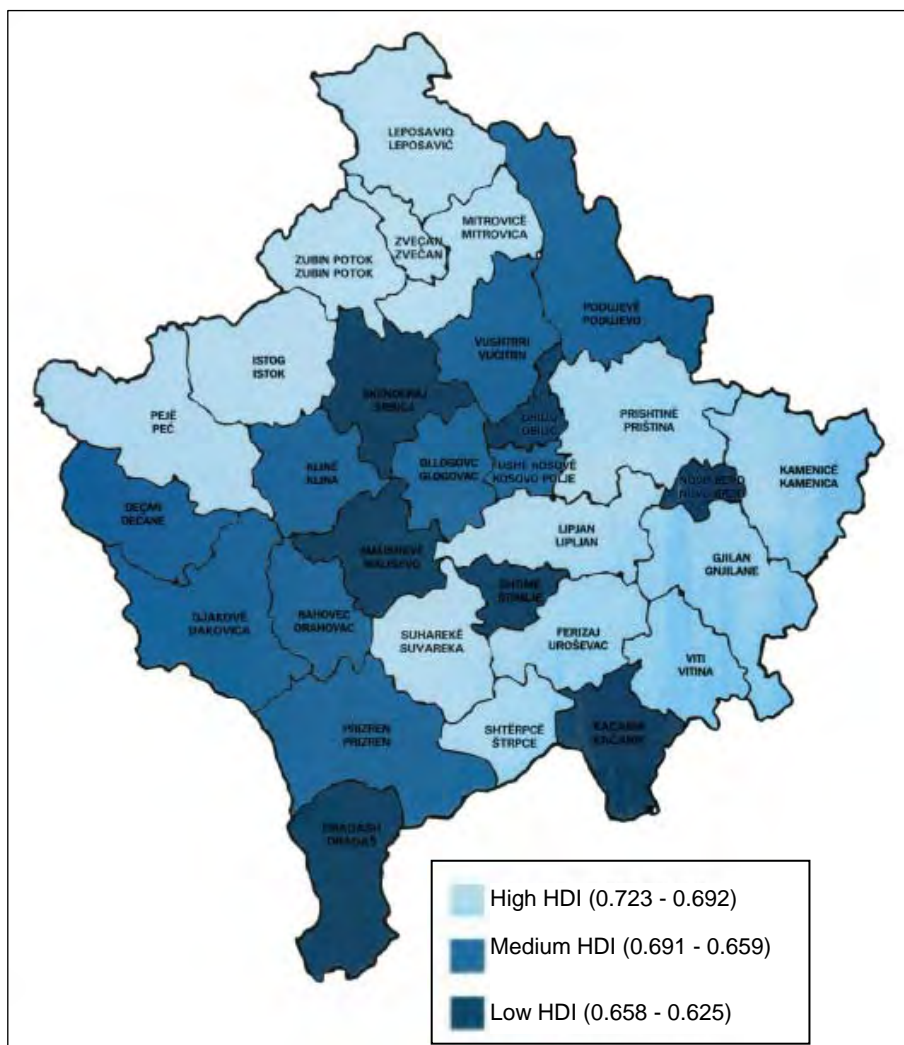 LEPOSAVIQ
LEPOSAVIĆ
MITROVICË
MITROVICA
ZVEÇAN
ZVEČAN
ZUBIN POTOK
ZUBIN POTOK
PODUJEVË
PODUJEVO
VUSHTRRI
VUČITRN
ISTOG
ISTOK
SKENDERAJ
SRBICA
PEJË
PEĆ
OBILIQ
OBILIĆ
PRISHTINË
PRIŠTINA
KLINË
KLINA
GLLOGOVC
GLOGOVAC
FUSHË KOSOVË
KOSOVO POLJE
KAMENICË
KAMENICA
NOVO BRDO
DEÇAN
DEČANE
LIPJAN
LIPLJAN
MALISHEVË
MALIŠEVO
GJILAN
GNJILANE
SHTIME
ŠTIMLJE
GJAKOVË
ĐAKOVICA
RAHOVEC
ORAHOVAC
SUHAREKË
SUVAREKA
FERIZAJ
UROŠEVAC
VITI
VITINA
PRIZREN
PRIZREN
SHTËRPCË
ŠTRPCE
KAÇANIK
KAČANIK
DRAGASH
DRAGAŠ
High HDI (0.723 - 0.692)
Medium HDI (0.691 - 0.659)
Low HDI (0.658 - 0.625)